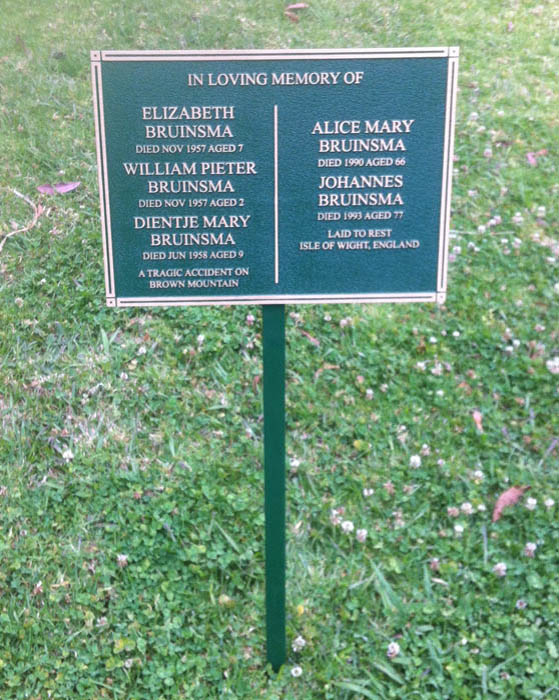 IN LOVING MEMORY OF
ELIZABETH
BRUINSMA
DIED NOV 1957 AGED 7
WILLIAM PIETER
BRUINSMA
DIED NOV 1957 AGED 2
DIENTJE MARY
BRUINSMA
DIED JUN 1958 AGED 9
A TRAGIC ACCIDENT ON
BROWN MOUNTAIN
ALICE MARY
BRUINSMA
DIED 1990 AGED 66
JOHANNES
BRUINSMA
DIED 1993 AGED 77
LAID TO REST
ISLE OF WIGHT, ENGLAND